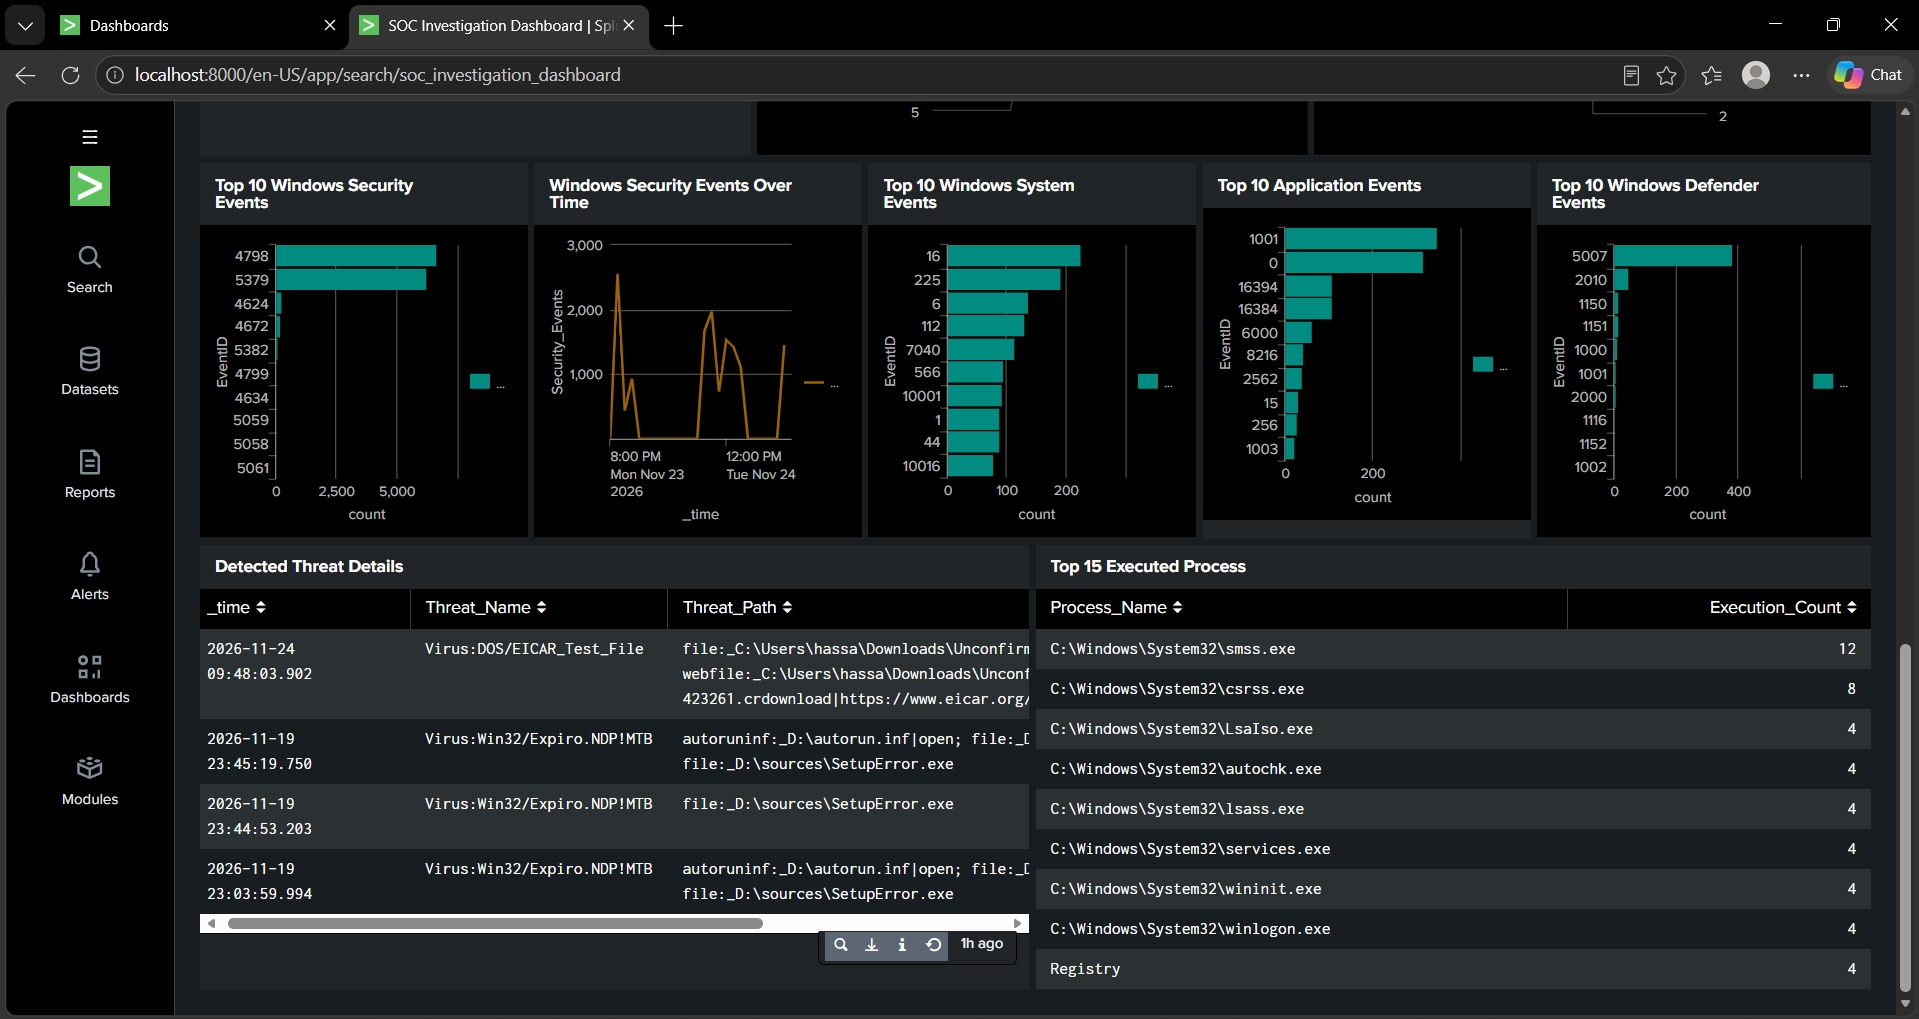 Dashboards
SOC Investigation Dashboard | Spl
localhost:8000/en-US/app/search/soc_investigation_dashboard
Chat
Search
Datasets
Reports
Alerts
Dashboards
Modules
5
2
Top 10 Windows Security
Events
4798
5379
4624
4672
5382
4799
4634
5059
5058
5061
EventID
0 2,500 5,000
count
Windows Security Events Over
Time
3,000
2,000
1,000
Security_Events
8:00 PM 12:00 PM
Mon Nov 23 Tue Nov 24
2026
_time
...
Top 10 Windows System
Events
16
225
6
112
7040
566
10001
1
44
10016
EventID
0 100 200
count
...
Top 10 Application Events
1001
0
16394
16384
6000
8216
2562
15
256
1003
EventID
0 200
count
...
Top 10 Windows Defender
Events
5007
2010
1150
1151
1000
1001
2000
1116
1152
1002
EventID
0 200 400
count
...
Detected Threat Details
_time Threat_Name Threat_Path
2026-11-24 Virus:DOS/EICAR_Test_File file:_C:\Users\hassa\Downloads\Unconfirm
09:48:03.902 webfile:_C:\Users\hassa\Downloads\Unconf
423261.crdownload|https://www.eicar.org/
2026-11-19 Virus:Win32/Expiro.NDP!MTB autoruninf:_D:\autorun.inf|open; file:_D
23:45:19.750 file:_D:\sources\SetupError.exe
2026-11-19 Virus:Win32/Expiro.NDP!MTB file:_D:\sources\SetupError.exe
23:44:53.203
2026-11-19 Virus:Win32/Expiro.NDP!MTB autoruninf:_D:\autorun.inf|open; file:_D
23:03:59.994 file:_D:\sources\SetupError.exe
1h ago
Top 15 Executed Process
Process_Name Execution_Count
C:\Windows\System32\smss.exe 12
C:\Windows\System32\csrss.exe 8
C:\Windows\System32\LsaIso.exe 4
C:\Windows\System32\autochk.exe 4
C:\Windows\System32\lsass.exe 4
C:\Windows\System32\services.exe 4
C:\Windows\System32\wininit.exe 4
C:\Windows\System32\winlogon.exe 4
Registry 4